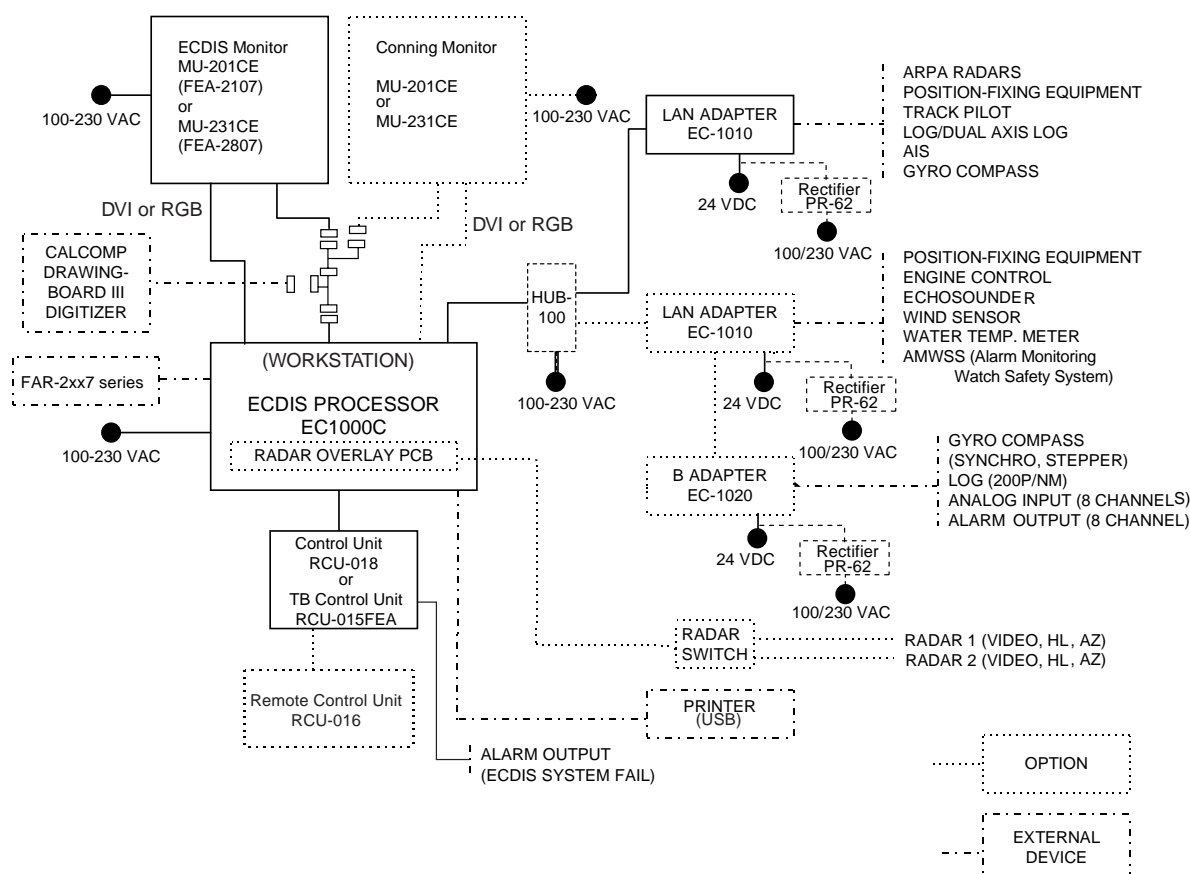 ECDIS Monitor
MU-201CE
(FEA-2107)
or
MU-231CE
(FEA-2807)
100-230 VAC
Conning Monitor
MU-201CE
or
MU-231CE
100-230 VAC
LAN ADAPTER
EC-1010
24 VDC
Rectifier
PR-62
100/230 VAC
ARPA RADARS
POSITION-FIXING EQUIPMENT
TRACK PILOT
LOG/DUAL AXIS LOG
AIS
GYRO COMPASS
DVI or RGB
DVI or RGB
CALCOMP
DRAWING-
BOARD III
DIGITIZER
HUB-
100
100-230 VAC
LAN ADAPTER
EC-1010
24 VDC
Rectifier
PR-62
100/230 VAC
POSITION-FIXING EQUIPMENT
ENGINE CONTROL
ECHOSOUNDER
WIND SENSOR
WATER TEMP. METER
AMWSS (Alarm Monitoring
Watch Safety System)
FAR-2xx7 series
100-230 VAC
(WORKSTATION)
ECDIS PROCESSOR
EC1000C
RADAR OVERLAY PCB
B ADAPTER
EC-1020
24 VDC
Rectifier
PR-62
100/230 VAC
GYRO COMPASS
(SYNCHRO, STEPPER)
LOG (200P/NM)
ANALOG INPUT (8 CHANNELS)
ALARM OUTPUT (8 CHANNEL)
Control Unit
RCU-018
or
TB Control Unit
RCU-015FEA
RADAR
SWITCH
RADAR 1 (VIDEO, HL, AZ)
RADAR 2 (VIDEO, HL, AZ)
Remote Control Unit
RCU-016
PRINTER
(USB)
ALARM OUTPUT
(ECDIS SYSTEM FAIL)
OPTION
EXTERNAL
DEVICE